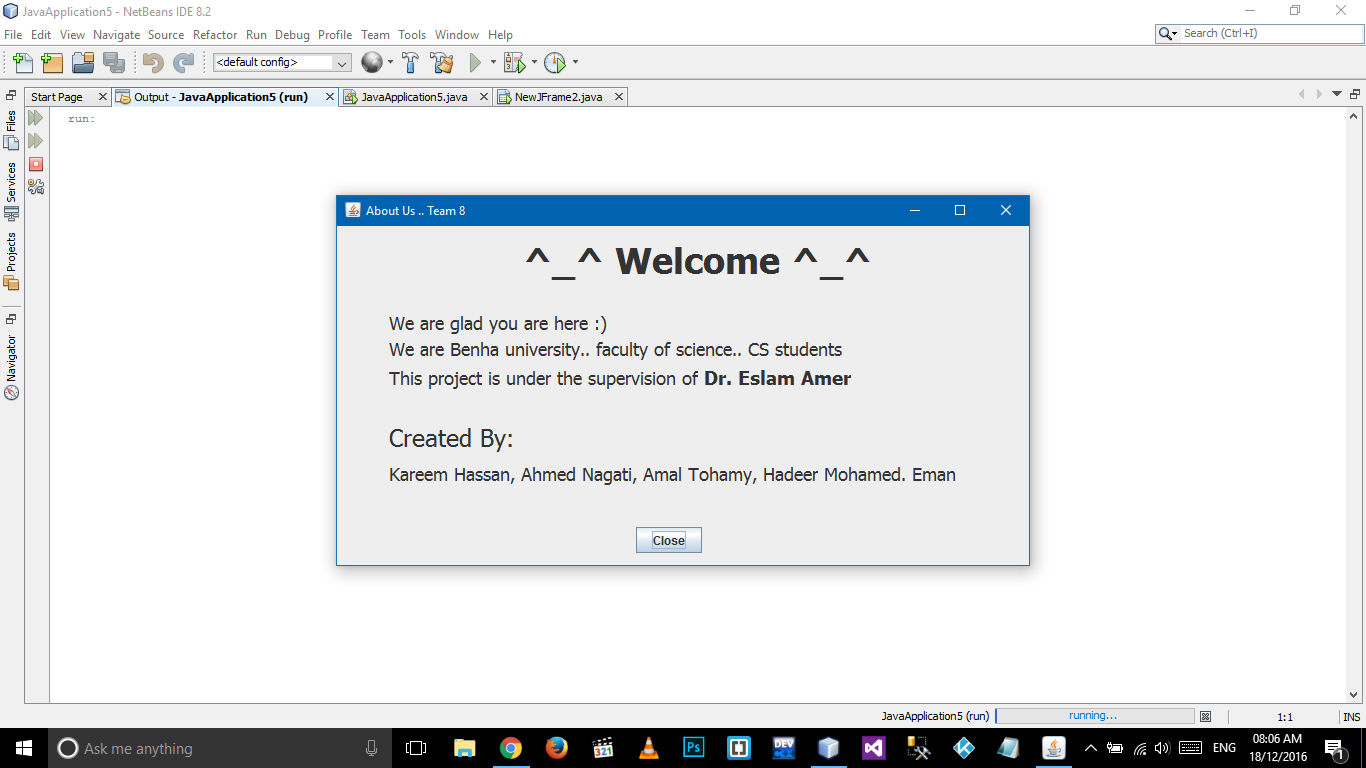 JavaApplication5 - NetBeans IDE 8.2
File Edit View Navigate Source Refactor Run Debug Profile Team Tools Window Help
Search (Ctrl+I)
<default config>
Start Page
Output - JavaApplication5 (run)
JavaApplication5.java
NewJFrame2.java
Files
Services
Projects
Navigator
run:
About Us .. Team 8
^_^ Welcome ^_^
We are glad you are here :)
We are Benha university.. faculty of science.. CS students
This project is under the supervision of Dr. Eslam Amer
Created By:
Kareem Hassan, Ahmed Nagati, Amal Tohamy, Hadeer Mohamed. Eman
Close
JavaApplication5 (run)
running...
1:1
INS
Ask me anything
321
Ps
DEV
ENG
08:06 AM
18/12/2016
1